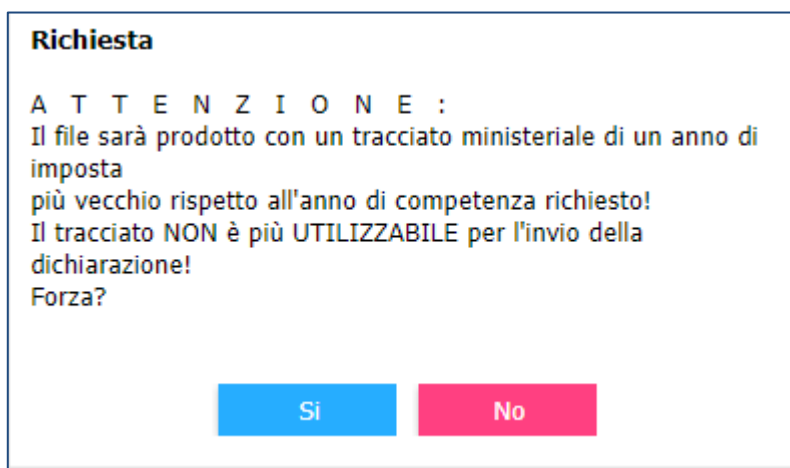 Richiesta
A T T E N Z I O N E :
Il file sarà prodotto con un tracciato ministeriale di un anno di
imposta
più vecchio rispetto all'anno di competenza richiesto!
Il tracciato NON è più UTILIZZABILE per l'invio della
dichiarazione!
Forza?
Si
No